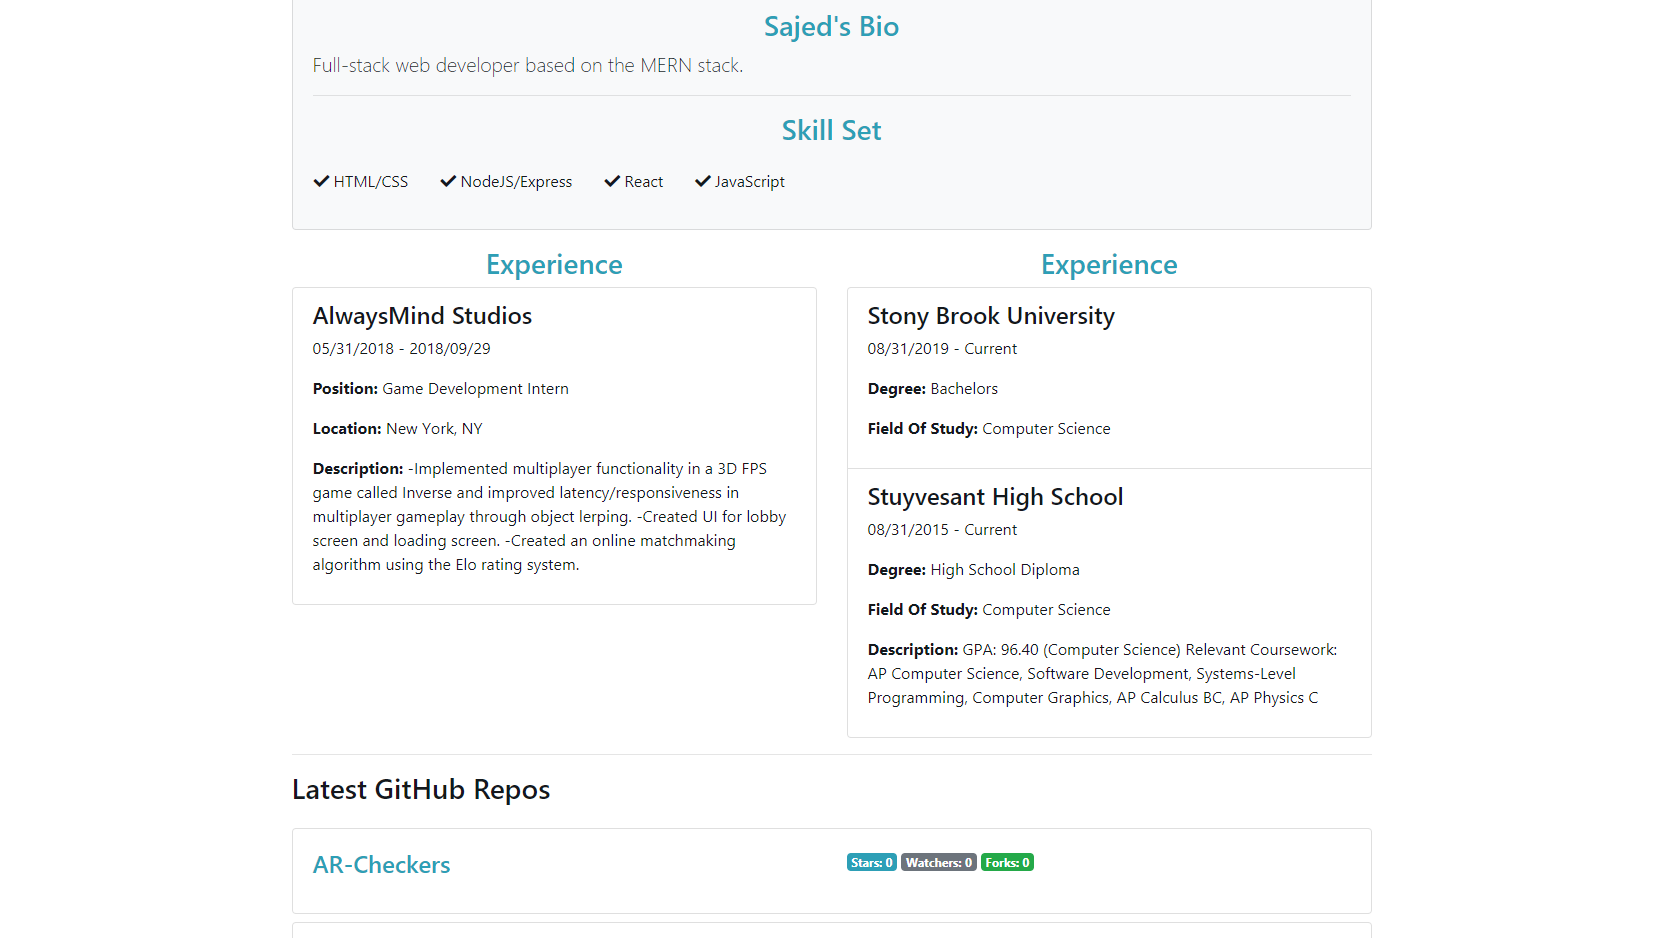 Sajed's Bio
Full-stack web developer based on the MERN stack.
Skill Set
HTML/CSS NodeJS/Express React JavaScript
Experience
AlwaysMind Studios
05/31/2018 - 2018/09/29
Position: Game Development Intern
Location: New York, NY
Description: -Implemented multiplayer functionality in a 3D FPS
game called Inverse and improved latency/responsiveness in
multiplayer gameplay through object lerping. -Created UI for lobby
screen and loading screen. -Created an online matchmaking
algorithm using the Elo rating system.
Experience
Stony Brook University
08/31/2019 - Current
Degree: Bachelors
Field Of Study: Computer Science
Stuyvesant High School
08/31/2015 - Current
Degree: High School Diploma
Field Of Study: Computer Science
Description: GPA: 96.40 (Computer Science) Relevant Coursework:
AP Computer Science, Software Development, Systems-Level
Programming, Computer Graphics, AP Calculus BC, AP Physics C
Latest GitHub Repos
AR-Checkers
Stars: 0 Watchers: 0 Forks: 0